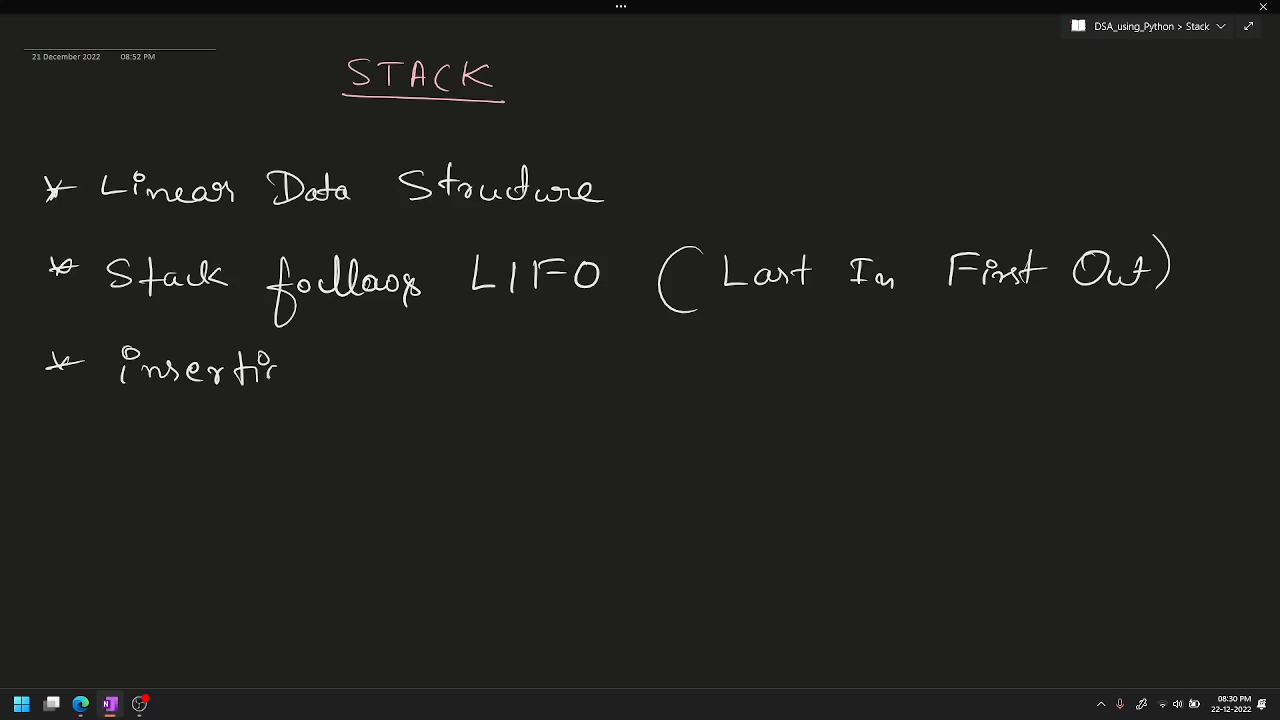 DSA_using_Python > Stack
21 December 2022 08:52 PM
STACK
* Linear Data Structure
* Stack follows LIFO (Last In First Out)
* inserti
08:30 PM
22-12-2022